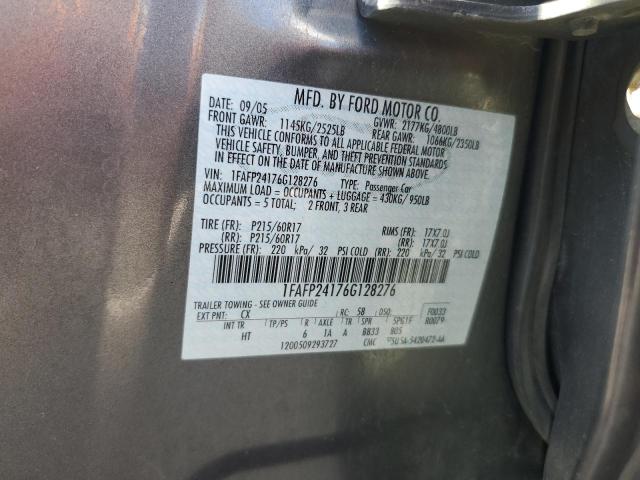 MFD. BY FORD MOTOR CO.
DATE: 09/05 GVWR: 2177KG/4800LB
FRONT GAWR: 1145KG/2525LB REAR GAWR: 1066KG/2350LB
THIS VEHICLE CONFORMS TO ALL APPLICABLE FEDERAL MOTOR
VEHICLE SAFETY, BUMPER, AND THEFT PREVENTION STANDARDS
IN EFFECT ON THE DATE OF MANUFACTURE SHOWN ABOVE.
VIN: 1FAFP24176G128276 TYPE: Passenger Car
MAXIMUM LOAD = OCCUPANTS + LUGGAGE = 430KG/950LB
OCCUPANTS = 5 TOTAL; 2 FRONT, 3 REAR
TIRE (FR): P215/60R17 RIMS (FR): 17X7.0J
(RR): P215/60R17 (RR): 17X7.0J
PRESSURE (FR): 220 kPa/ 32 PSI COLD (RR): 220 kPa/ 32 PSI COLD
1FAFP24176G128276
TRAILER TOWING - SEE OWNER GUIDE
EXT PNT: CX RC: 58 DSO: F0033
R0079
INT TR TP/PS R AXLE TR SPR
HT 6 1A A BB33
1200509293727 CMC